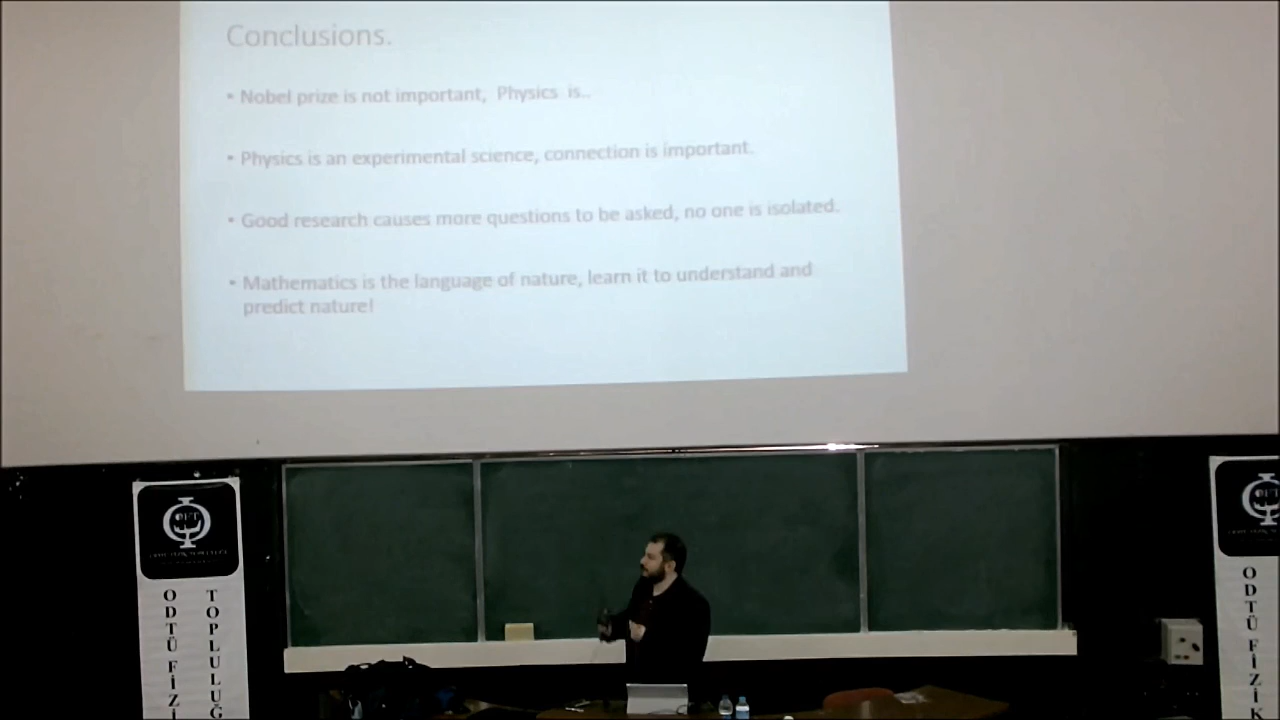 Conclusions.
• Nobel prize is not important, Physics is..
• Physics is an experimental science, connection is important.
• Good research causes more questions to be asked, no one is isolated.
• Mathematics is the language of nature, learn it to understand and
predict nature!
ODTÜ FİZİ
TOPLULUĞ
ODTÜ FİZİK